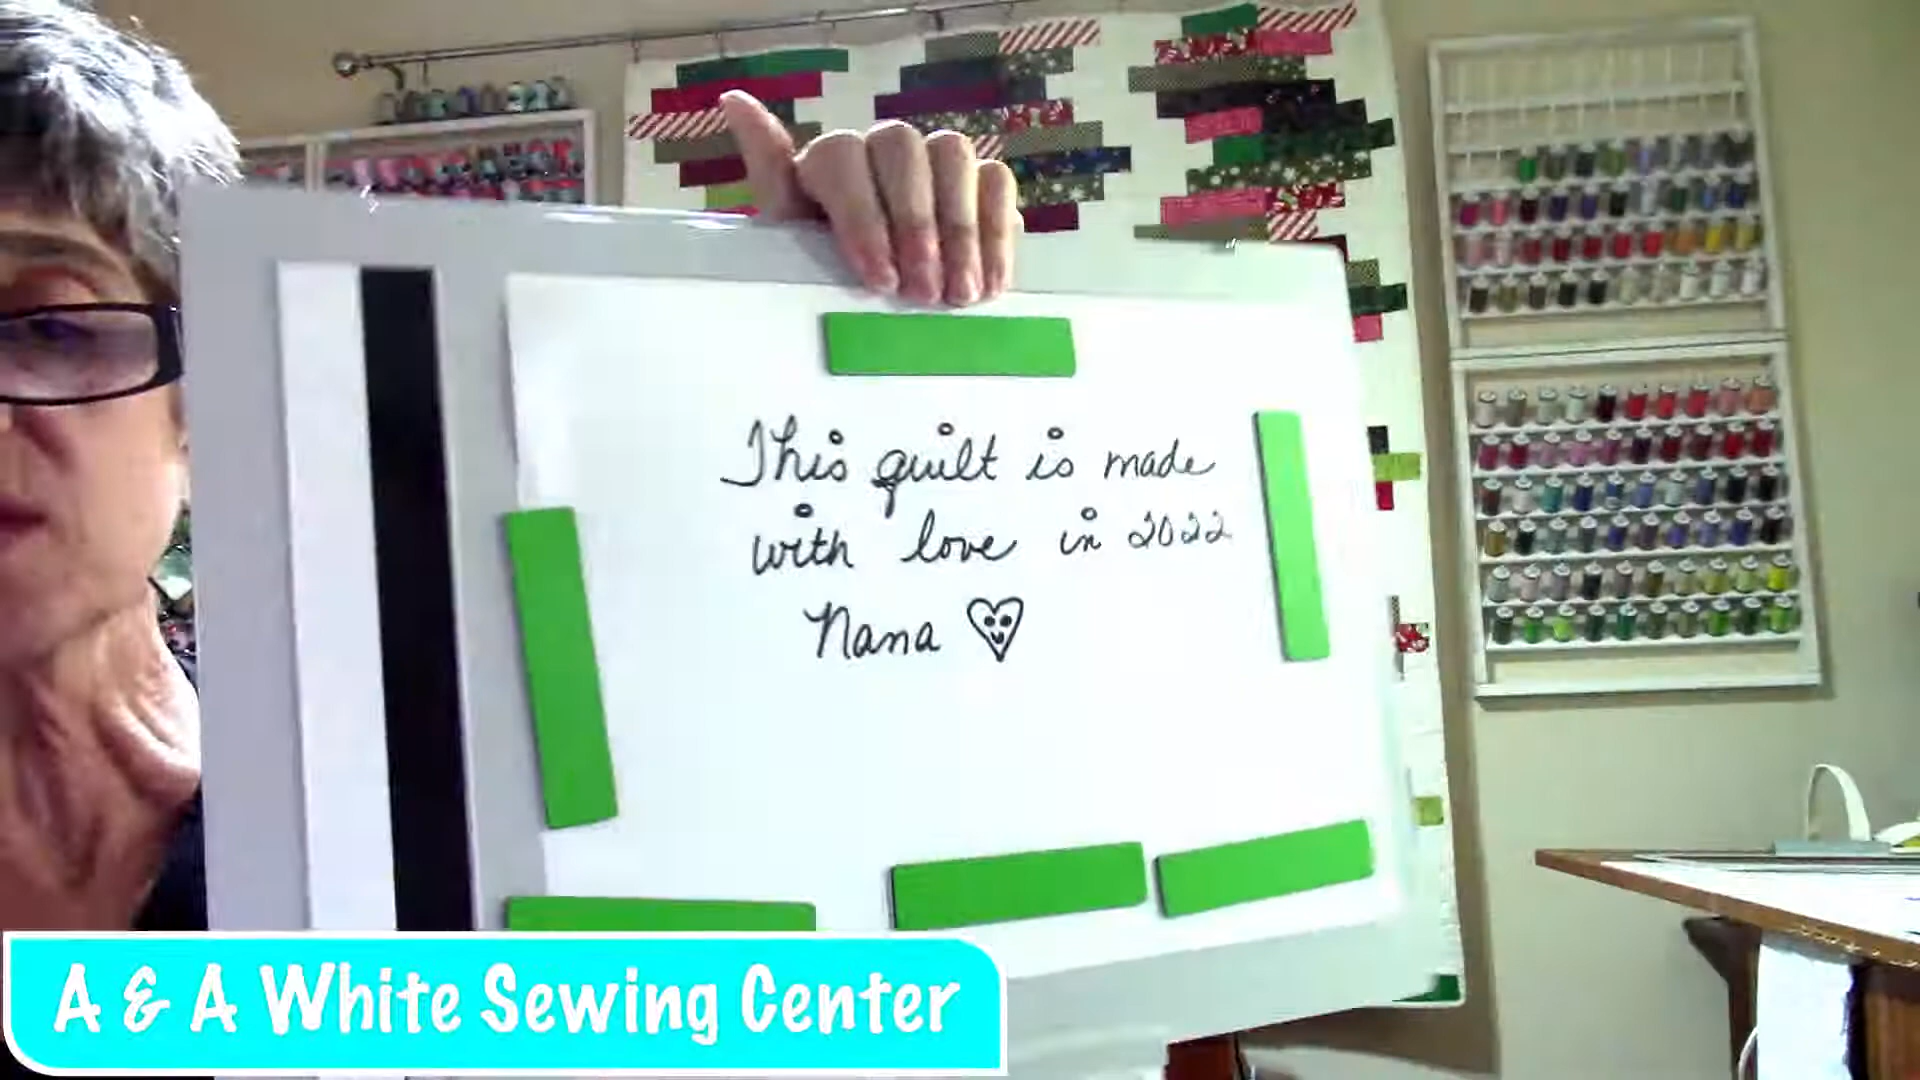 This quilt is made
with love in 2022
Nana
A & A White Sewing Center